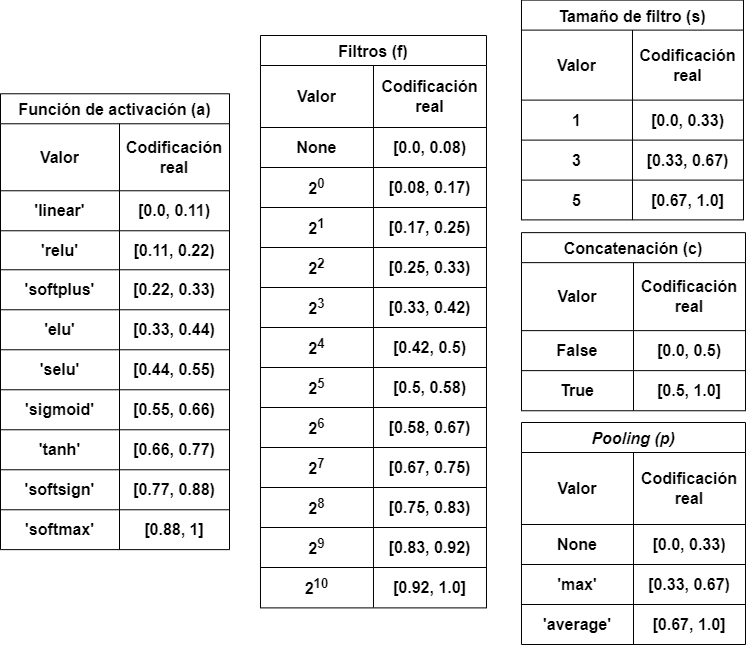 Función de activación (a)
Valor Codificación real
'linear' [0.0, 0.11)
'relu' [0.11, 0.22)
'softplus' [0.22, 0.33)
'elu' [0.33, 0.44)
'selu' [0.44, 0.55)
'sigmoid' [0.55, 0.66)
'tanh' [0.66, 0.77)
'softsign' [0.77, 0.88)
'softmax' [0.88, 1]
Filtros (f)
Valor Codificación real
None [0.0, 0.08)
2^0 [0.08, 0.17)
2^1 [0.17, 0.25)
2^2 [0.25, 0.33)
2^3 [0.33, 0.42)
2^4 [0.42, 0.5)
2^5 [0.5, 0.58)
2^6 [0.58, 0.67)
2^7 [0.67, 0.75)
2^8 [0.75, 0.83)
2^9 [0.83, 0.92)
2^10 [0.92, 1.0]
Tamaño de filtro (s)
Valor Codificación real
1 [0.0, 0.33)
3 [0.33, 0.67)
5 [0.67, 1.0]
Concatenación (c)
Valor Codificación real
False [0.0, 0.5)
True [0.5, 1.0]
Pooling (p)
Valor Codificación real
None [0.0, 0.33)
'max' [0.33, 0.67)
'average' [0.67, 1.0]